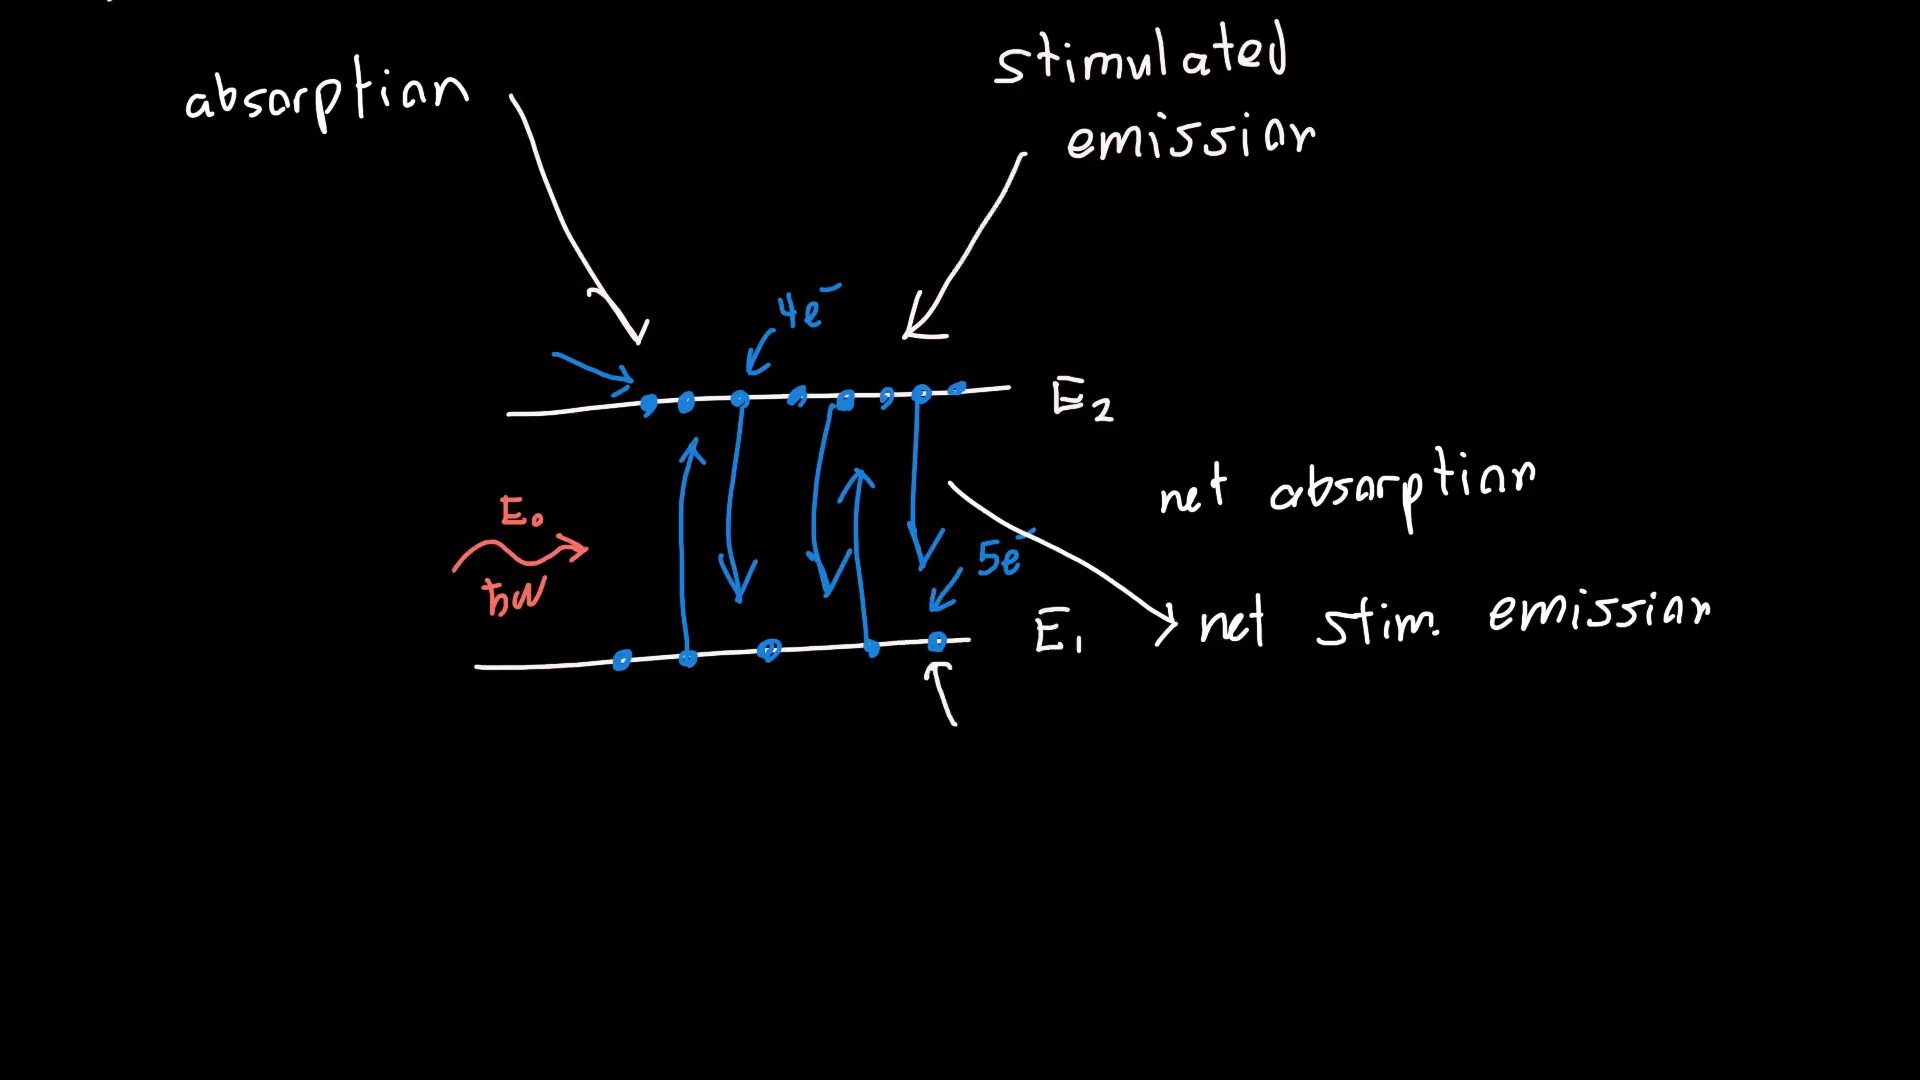 absorption
stimulated
emission
4e⁻
E₂
net absorption
E₀
ħω
5e⁻
E₁
net stim. emission